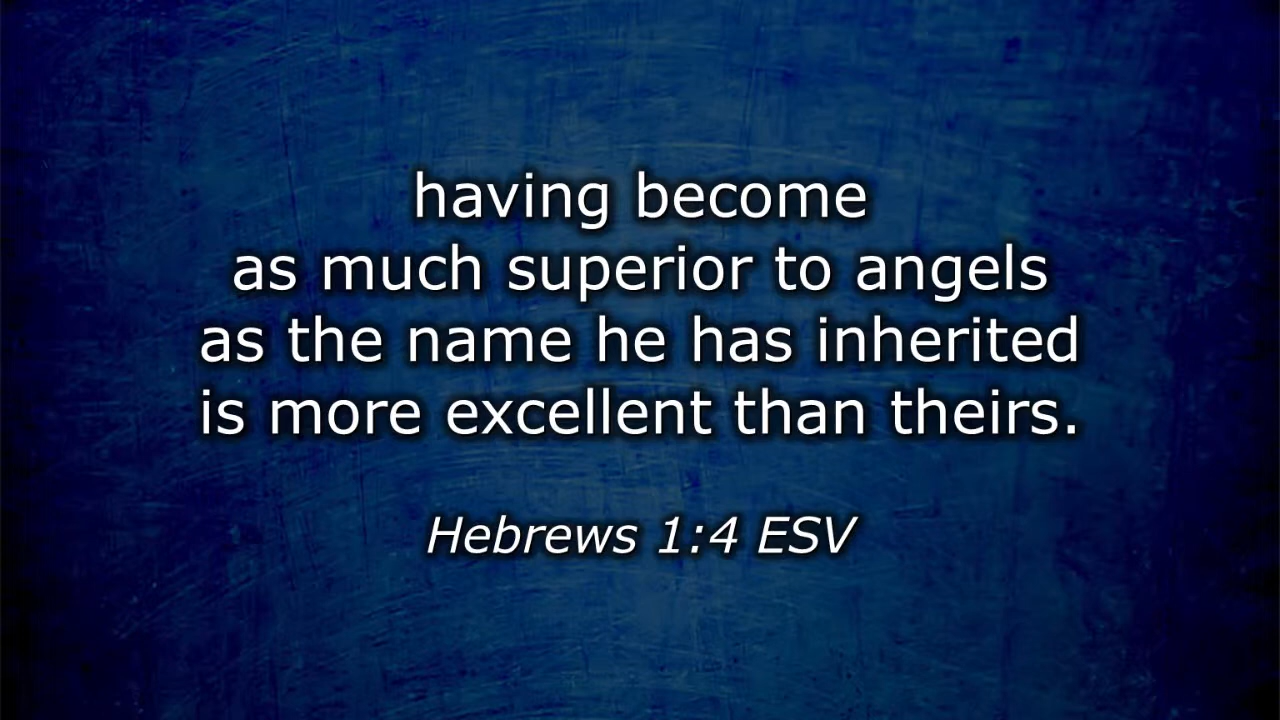 having become
as much superior to angels
as the name he has inherited
is more excellent than theirs.
Hebrews 1:4 ESV